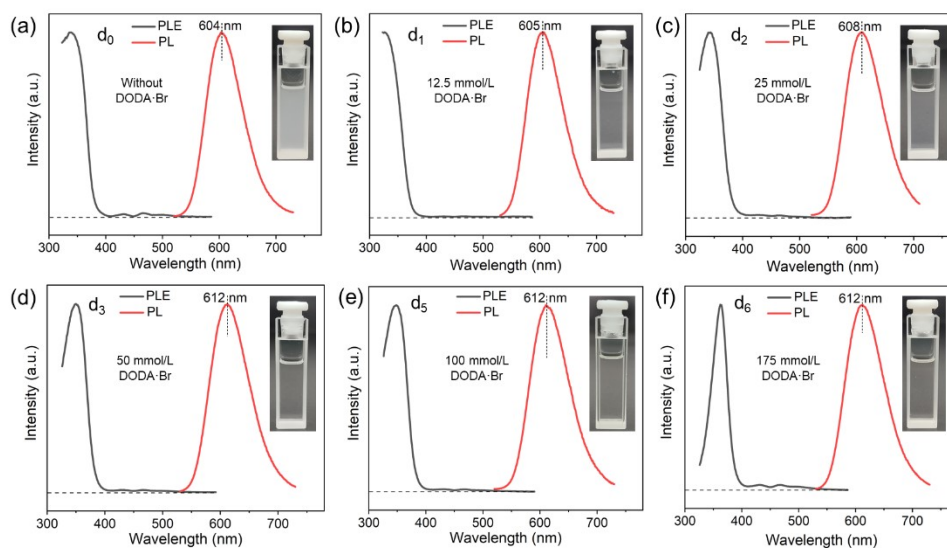 (a)
d0
PLE
PL
604 nm
Without
DODA·Br
Intensity (a.u.)
300 400 500 600 700
Wavelength (nm)
(b)
d1
PLE
PL
605 nm
12.5 mmol/L
DODA·Br
Intensity (a.u.)
300 400 500 600 700
Wavelength (nm)
(c)
d2
PLE
PL
608 nm
25 mmol/L
DODA·Br
Intensity (a.u.)
300 400 500 600 700
Wavelength (nm)
(d)
d3
PLE
PL
612 nm
50 mmol/L
DODA·Br
Intensity (a.u.)
300 400 500 600 700
Wavelength (nm)
(e)
d5
PLE
PL
612 nm
100 mmol/L
DODA·Br
Intensity (a.u.)
300 400 500 600 700
Wavelength (nm)
(f)
d6
PLE
PL
612 nm
175 mmol/L
DODA·Br
Intensity (a.u.)
300 400 500 600 700
Wavelength (nm)